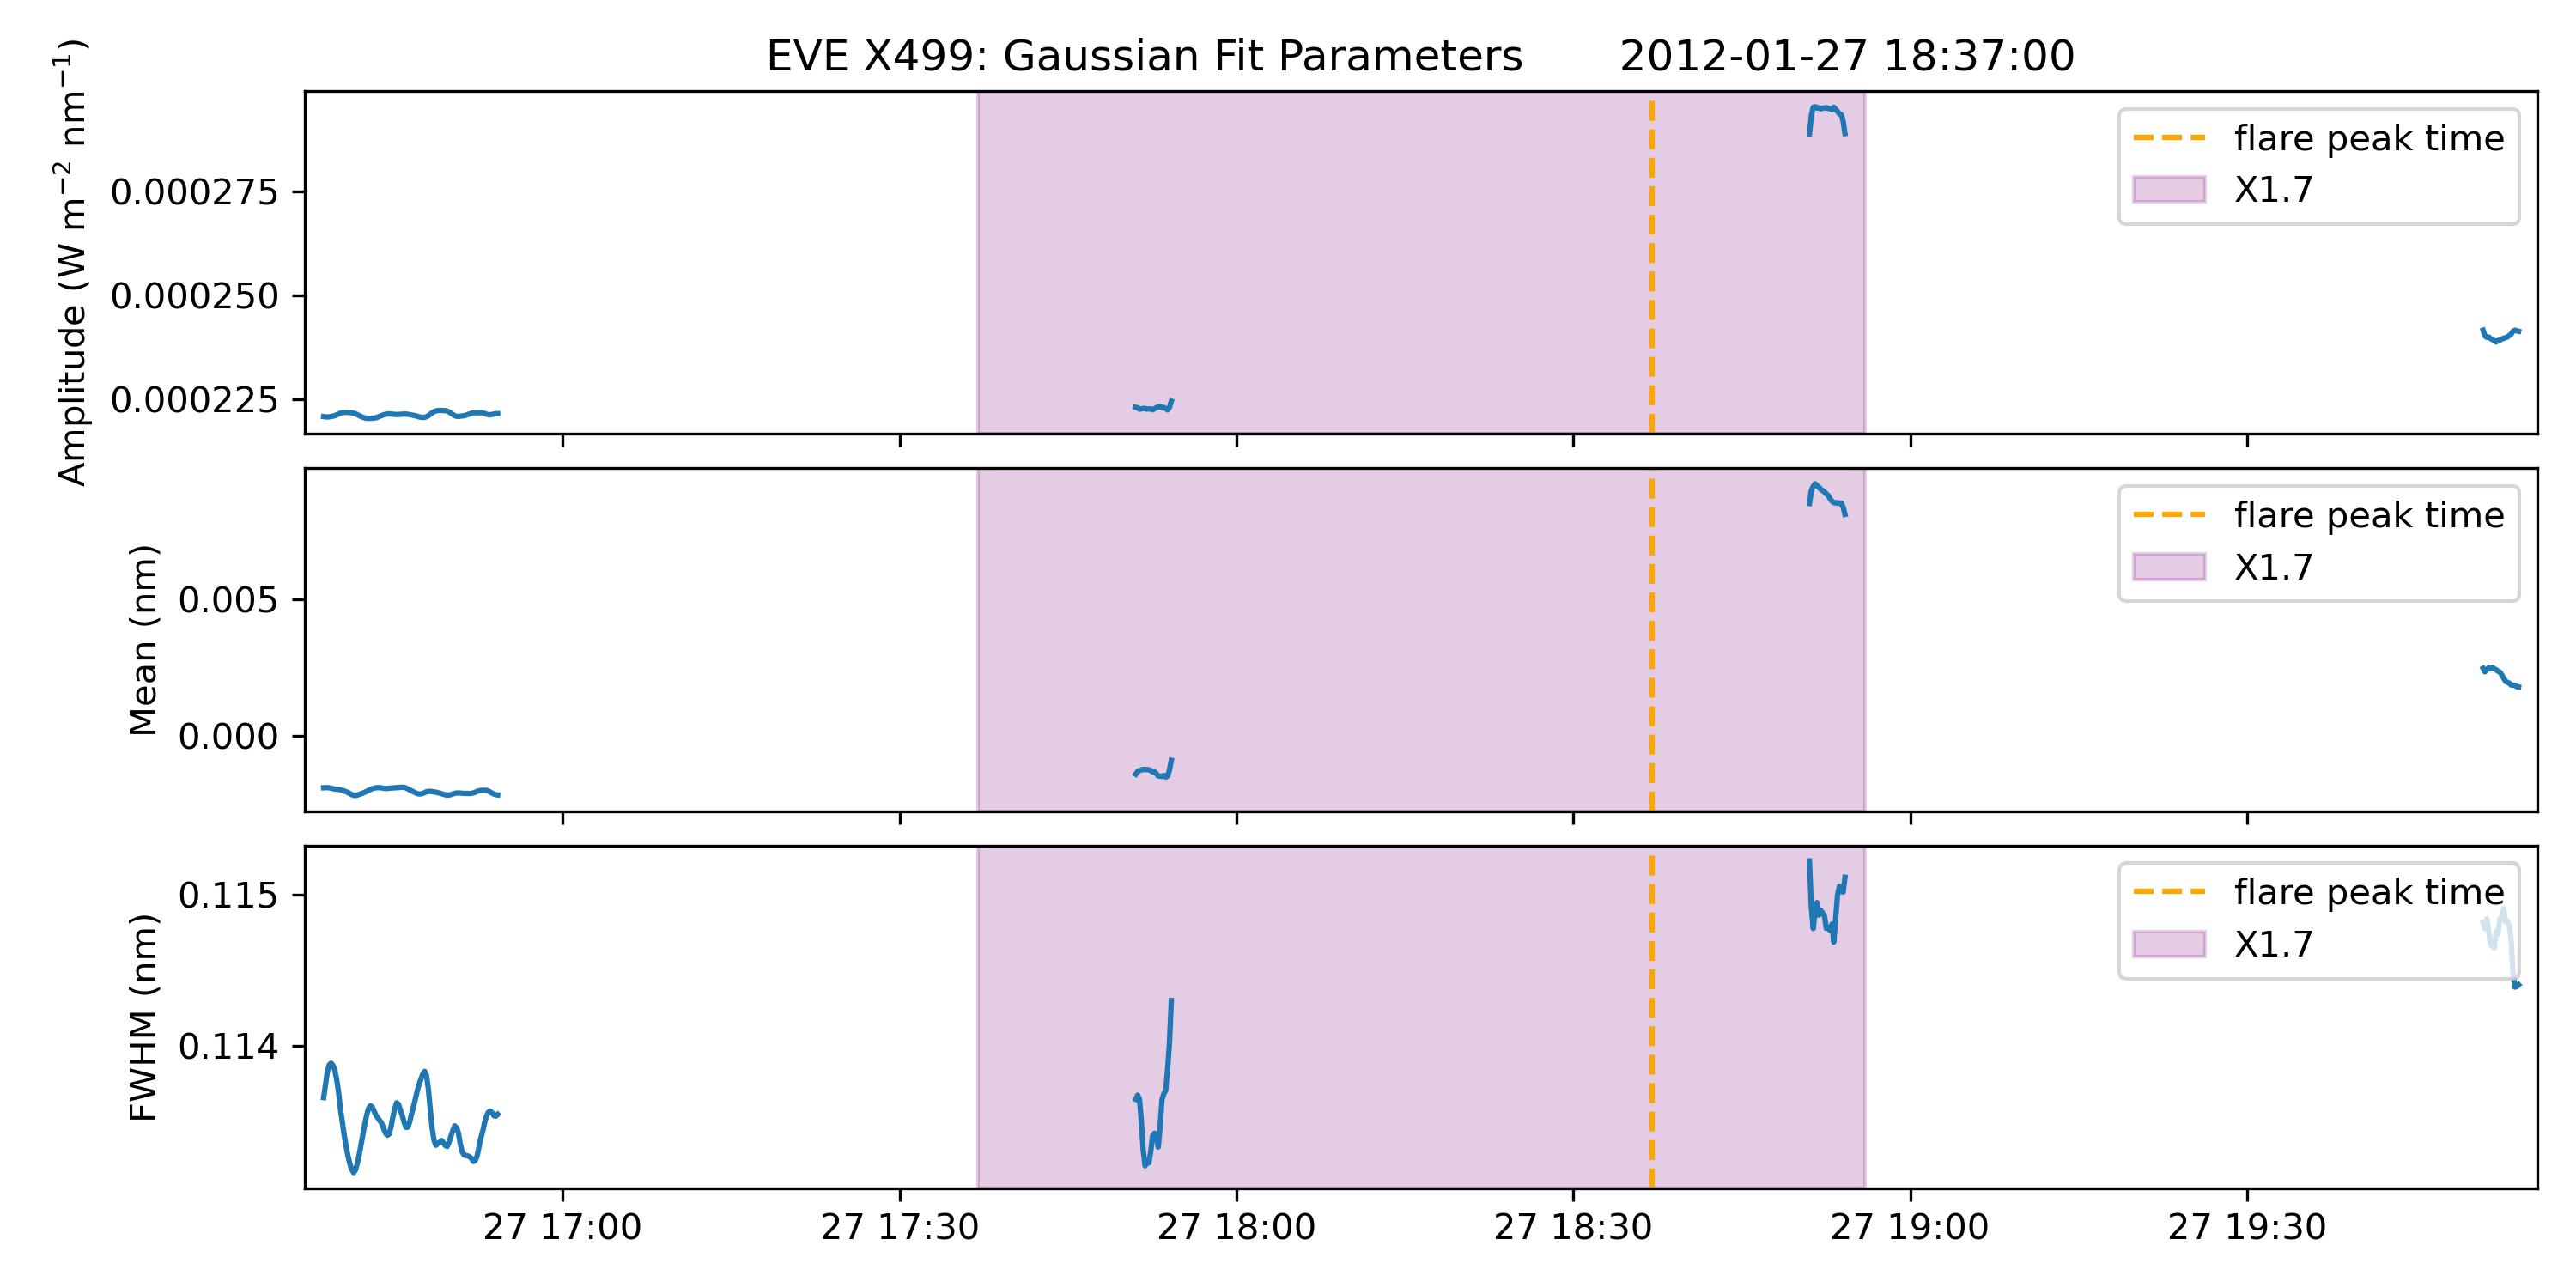 EVE X499: Gaussian Fit Parameters 2012-01-27 18:37:00
Amplitude (W m⁻² nm⁻¹)
0.000275
0.000250
0.000225
flare peak time
X1.7
Mean (nm)
0.005
0.000
flare peak time
X1.7
FWHM (nm)
0.115
0.114
flare peak time
X1.7
27 17:00 27 17:30 27 18:00 27 18:30 27 19:00 27 19:30